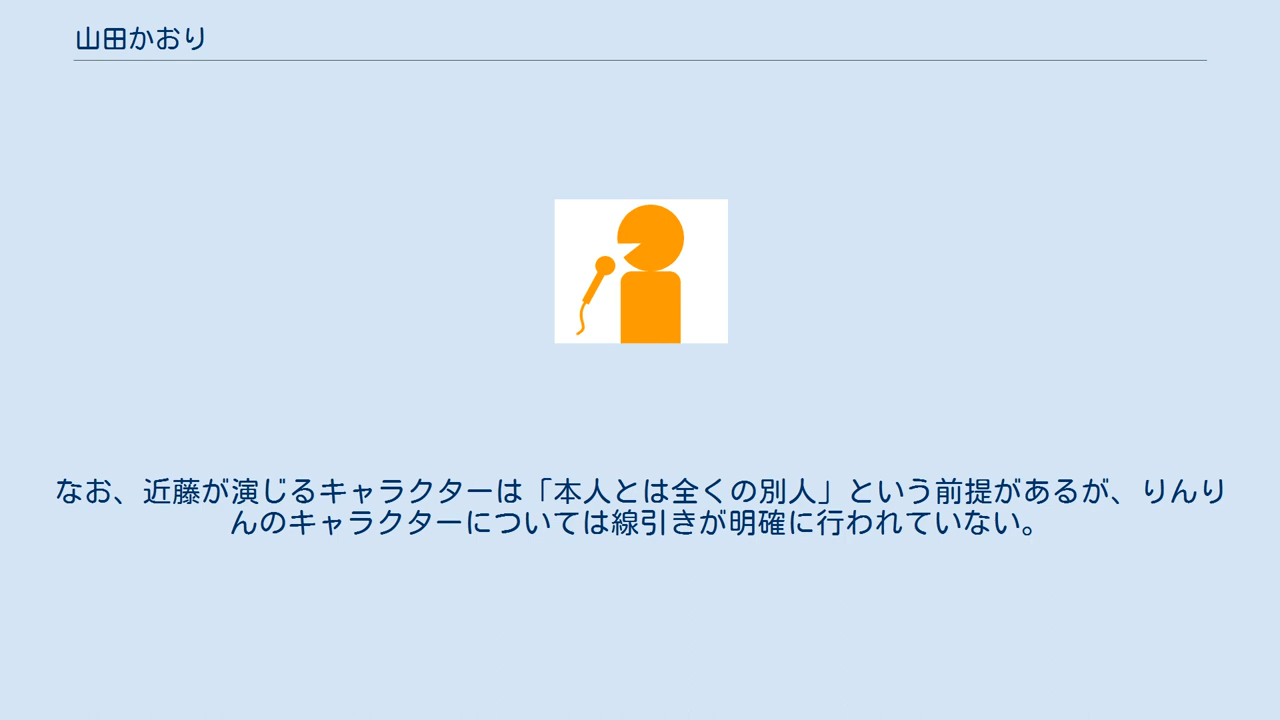 山田かおり
なお、近藤が演じるキャラクターは「本人とは全くの別人」という前提があるが、りんり
んのキャラクターについては線引きが明確に行われていない。